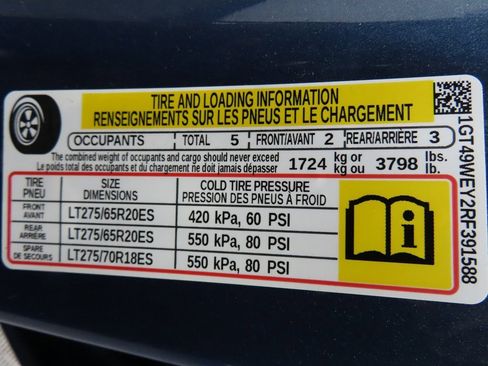 TIRE AND LOADING INFORMATION
RENSEIGNEMENTS SUR LES PNEUS ET LE CHARGEMENT
OCCUPANTS TOTAL 5 FRONT/AVANT 2 REAR/ARRIÈRE 3
The combined weight of occupants and cargo should never exceed 1724 kg or 3798 lbs.
Le poids total des occupants et du chargement ne doit jamais dépasser kg ou lb.
TIRE SIZE COLD TIRE PRESSURE
PNEU DIMENSIONS PRESSION DES PNEUS À FROID
FRONT
AVANT LT275/65R20ES 420 kPa, 60 PSI
REAR
ARRIÈRE LT275/65R20ES 550 kPa, 80 PSI
SPARE
DE SECOURS LT275/70R18ES 550 kPa, 80 PSI
1GT49WEY2RF391588